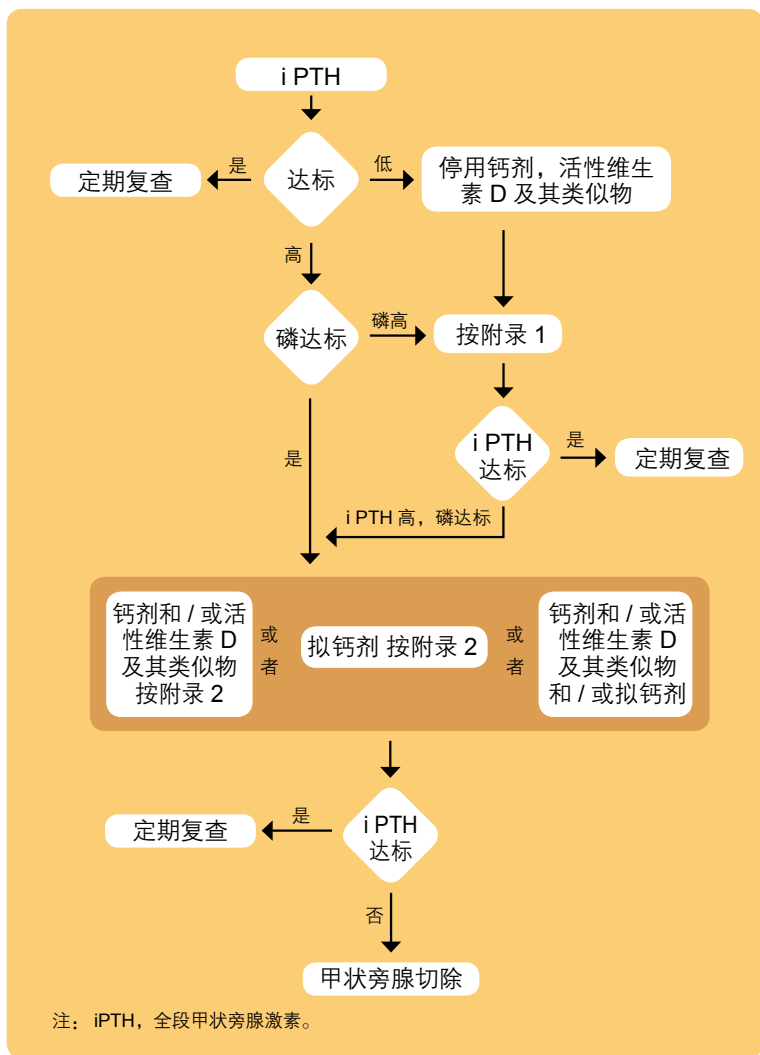 i PTH
是
达标
低
定期复查
停用钙剂，活性维生
素 D 及其类似物
高
磷达标
磷高
按附录 1
是
i PTH
达标
是
定期复查
i PTH 高，磷达标
钙剂和 / 或活
性维生素 D
及其类似物
按附录 2
或
者
拟钙剂 按附录 2
或
者
钙剂和 / 或活
性维生素 D
及其类似物
和 / 或拟钙剂
定期复查
是
i PTH
达标
否
甲状旁腺切除
注： iPTH，全段甲状旁腺激素。